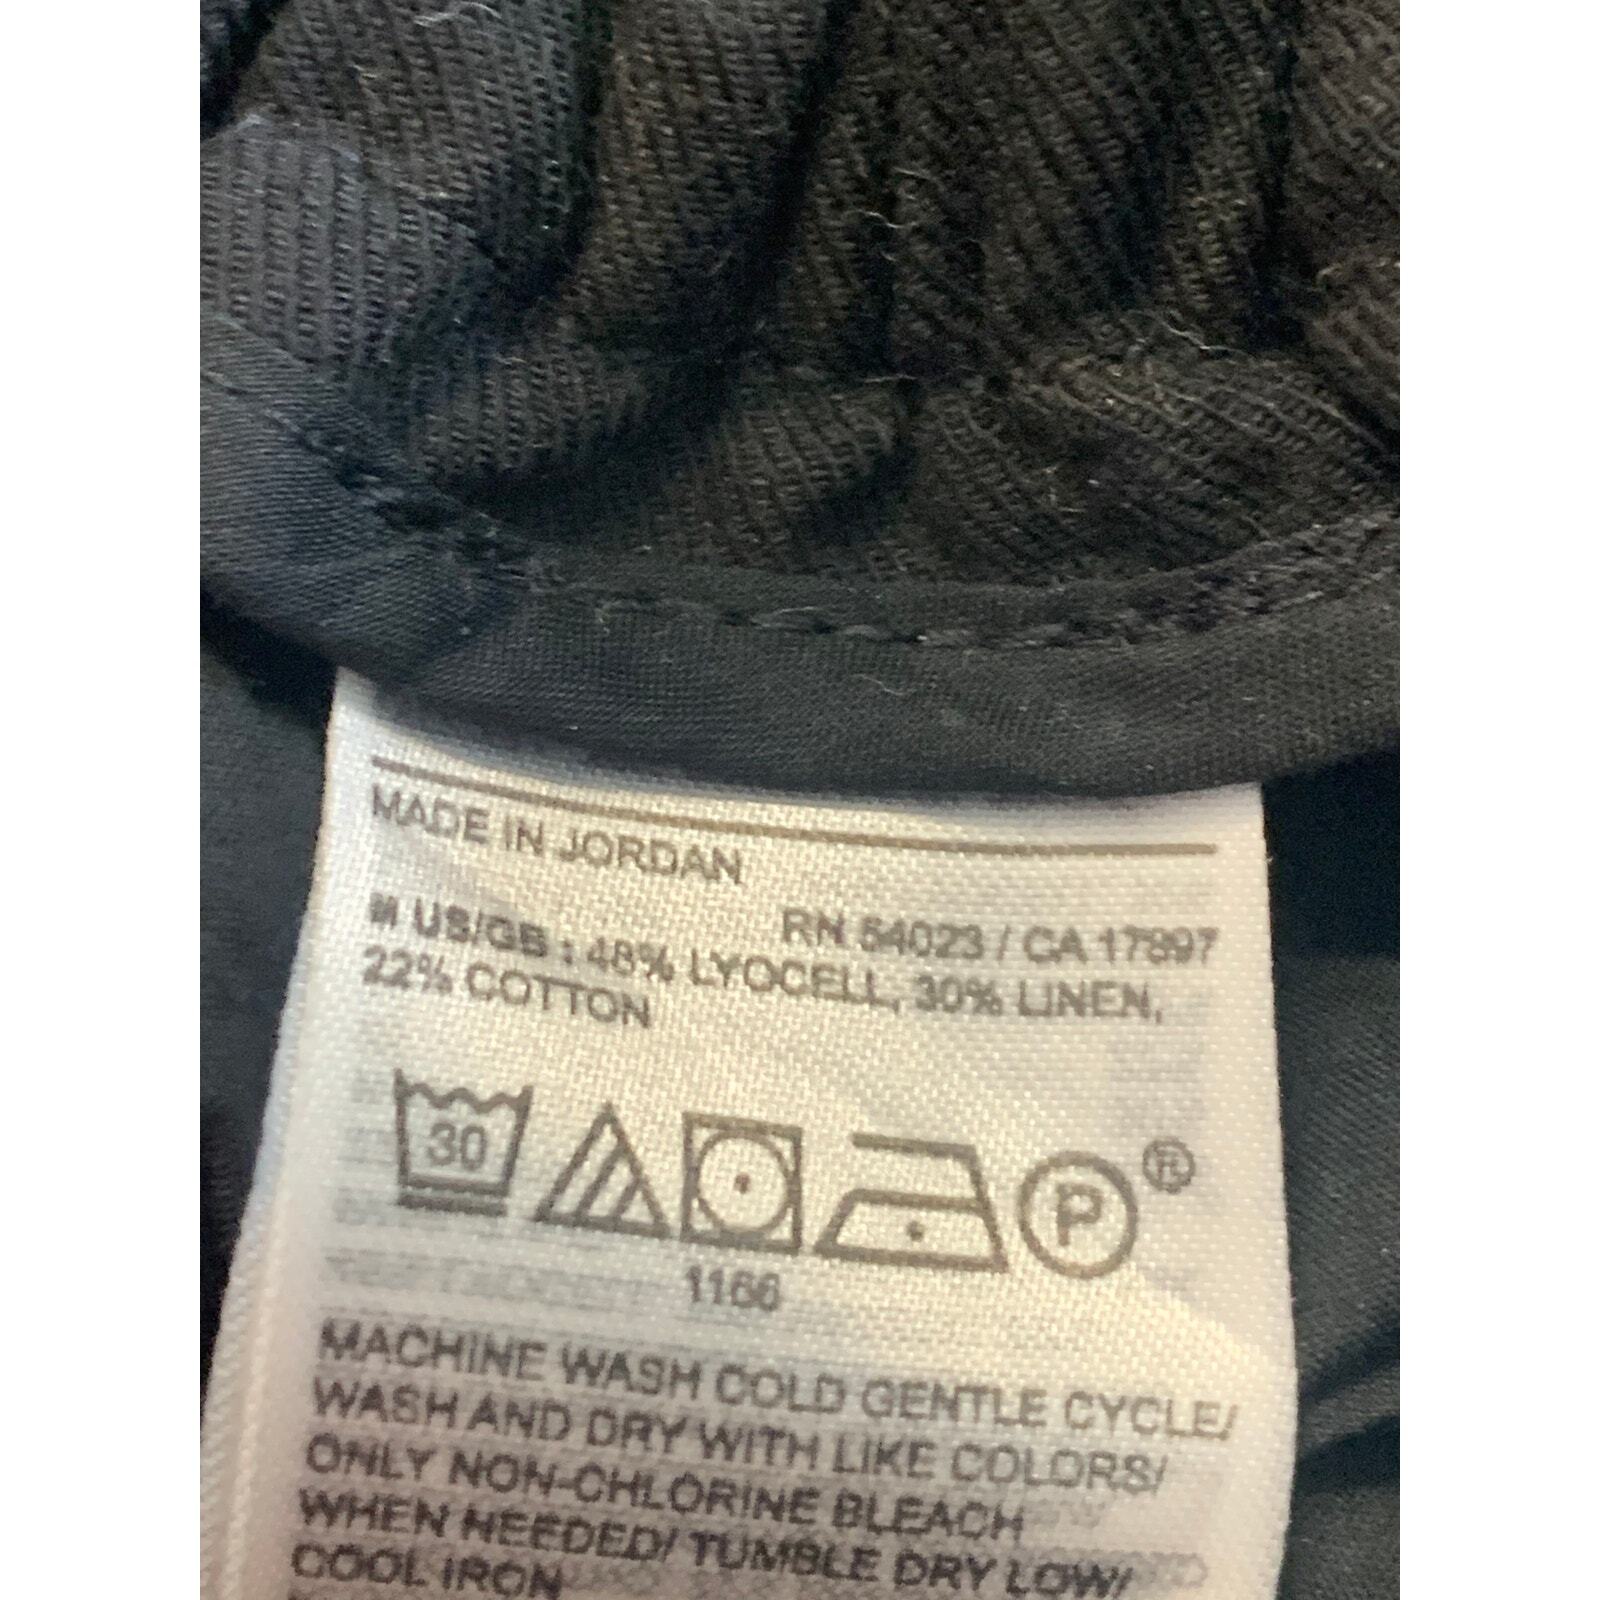 MADE IN JORDAN
RN 54023 / CA 17897
M US/GB : 48% LYOCELL, 30% LINEN,
22% COTTON
30
P
1166
MACHINE WASH COLD GENTLE CYCLE/
WASH AND DRY WITH LIKE COLORS/
ONLY NON-CHLORINE BLEACH
WHEN NEEDED/ TUMBLE DRY LOW/
COOL IRON